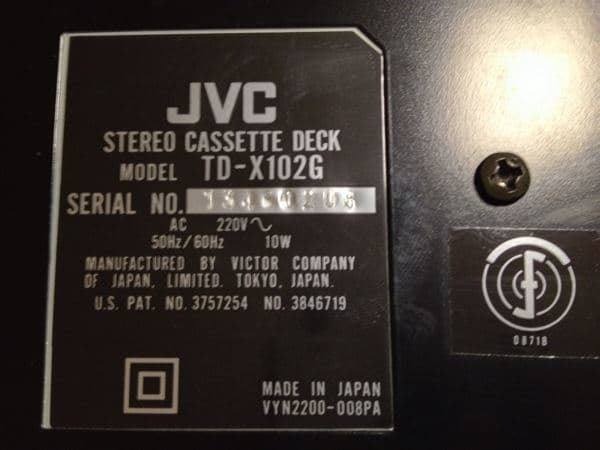 JVC
STEREO CASSETTE DECK
MODEL TD-X102G
SERIAL NO.
AC 220V∿
50Hz/60Hz 10W
MANUFACTURED BY VICTOR COMPANY
OF JAPAN, LIMITED. TOKYO, JAPAN.
U.S. PAT. NO. 3757254 NO. 3846719
MADE IN JAPAN
VYN2200-008PA
08718